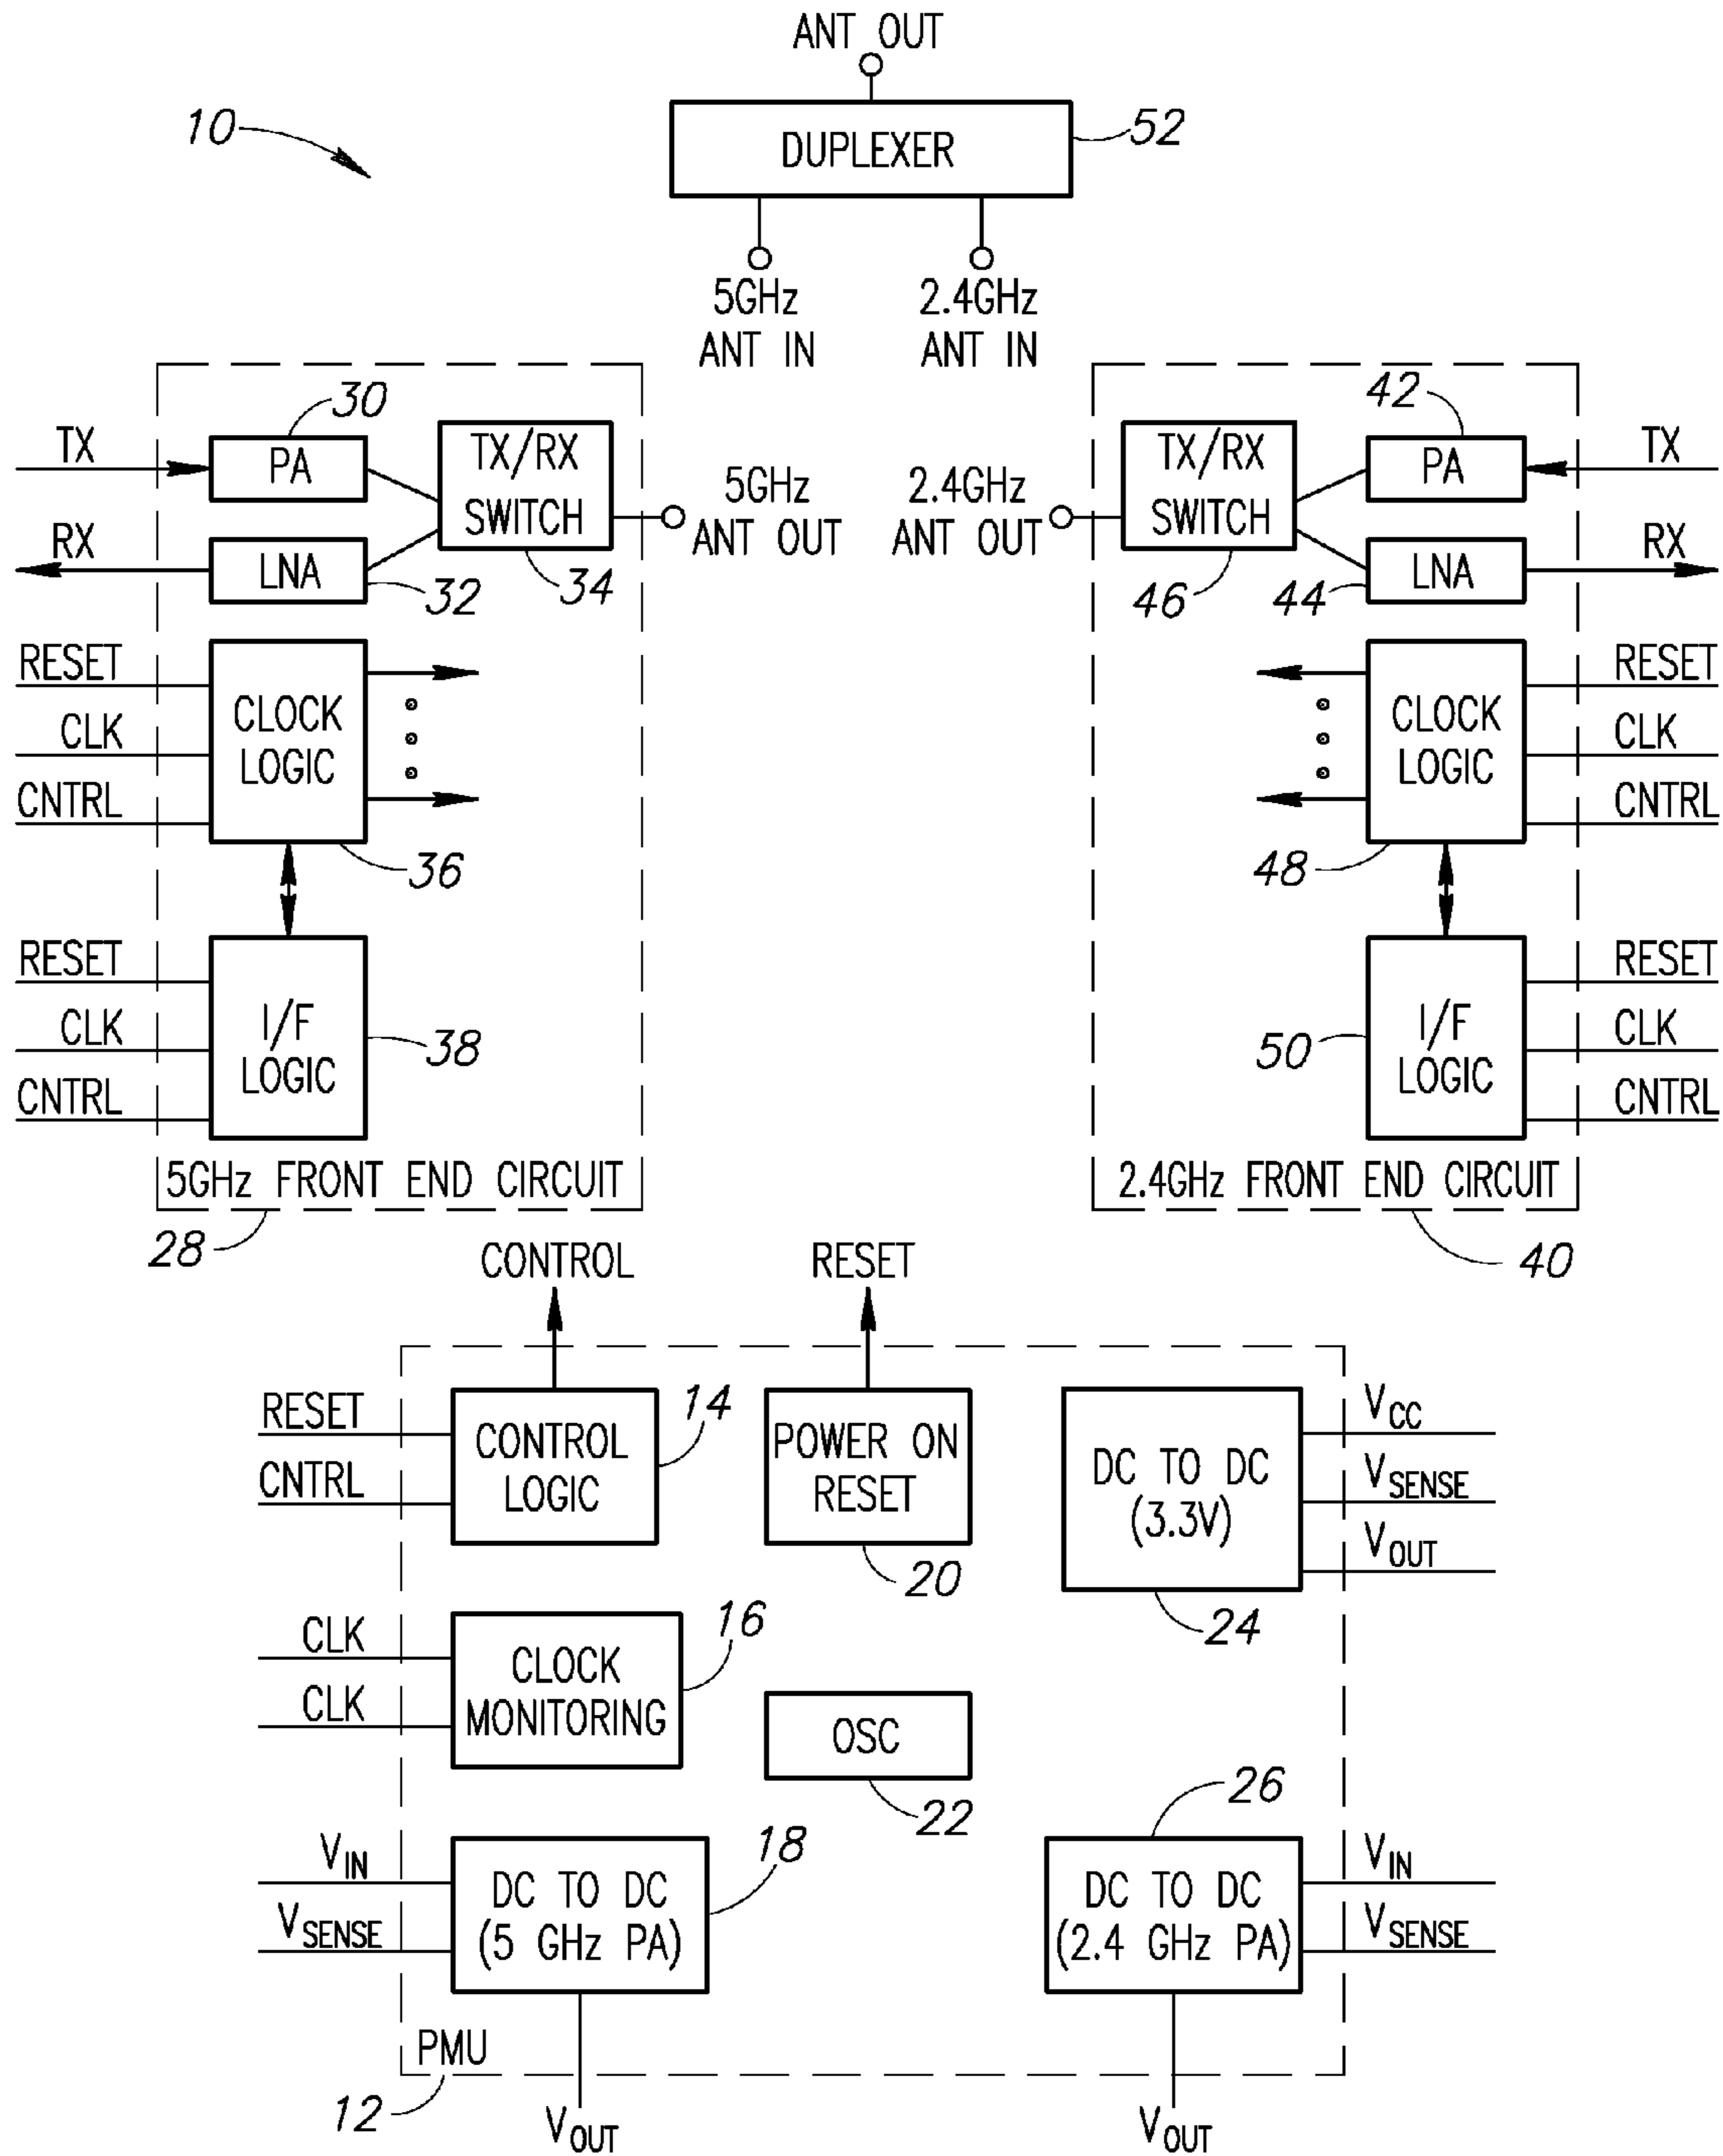 ANT OUT
10
DUPLEXER
52
5GHz
ANT IN
2.4GHz
ANT IN
30
TX
PA
TX/RX
SWITCH
5GHz
ANT OUT
RX
LNA
32
34
RESET
CLK
CNTRL
CLOCK
LOGIC
36
RESET
CLK
CNTRL
I/F
LOGIC
38
5GHz FRONT END CIRCUIT
28
42
2.4GHz
ANT OUT
TX/RX
SWITCH
PA
TX
46
44
LNA
RX
CLOCK
LOGIC
RESET
CLK
CNTRL
48
50
I/F
LOGIC
RESET
CLK
CNTRL
2.4GHz FRONT END CIRCUIT
40
CONTROL
RESET
RESET
CNTRL
CONTROL
LOGIC
14
POWER ON
RESET
20
DC TO DC
(3.3V)
24
VCC
VSENSE
VOUT
CLK
CLK
CLOCK
MONITORING
16
OSC
22
VIN
VSENSE
DC TO DC
(5 GHz PA)
18
26
DC TO DC
(2.4 GHz PA)
VIN
VSENSE
PMU
12
VOUT
VOUT